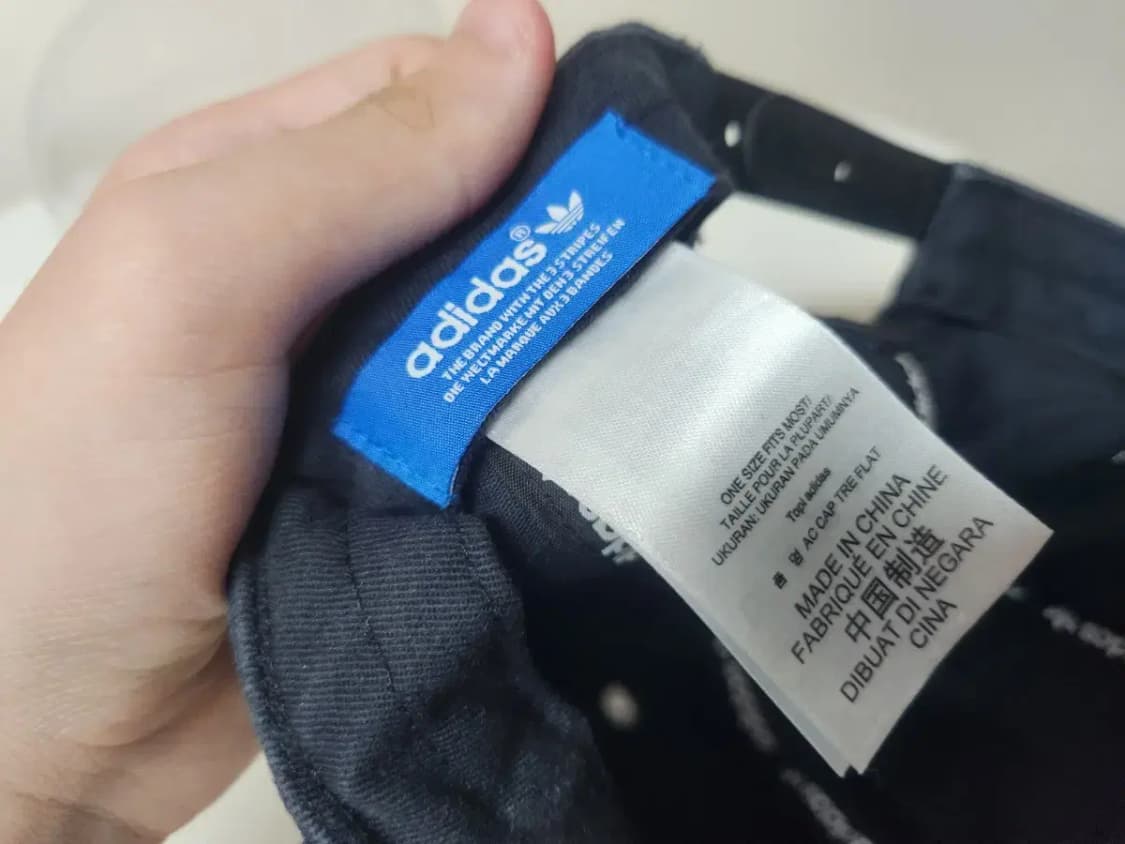 adidas®
THE BRAND WITH THE 3 STRIPES
DIE WELTMARKE MIT DEN 3 STREIFEN
LA MARQUE AUX 3 BANDES
ONE SIZE FITS MOST/
TAILLE POUR LA PLUPART/
UKURAN: UKURAN PADA UMUMNYA
Topi adidas
품 명 AC CAP TRE FLAT
MADE IN CHINA
FABRIQUÉ EN CHINE
中国制造
DIBUAT DI NEGARA
CINA